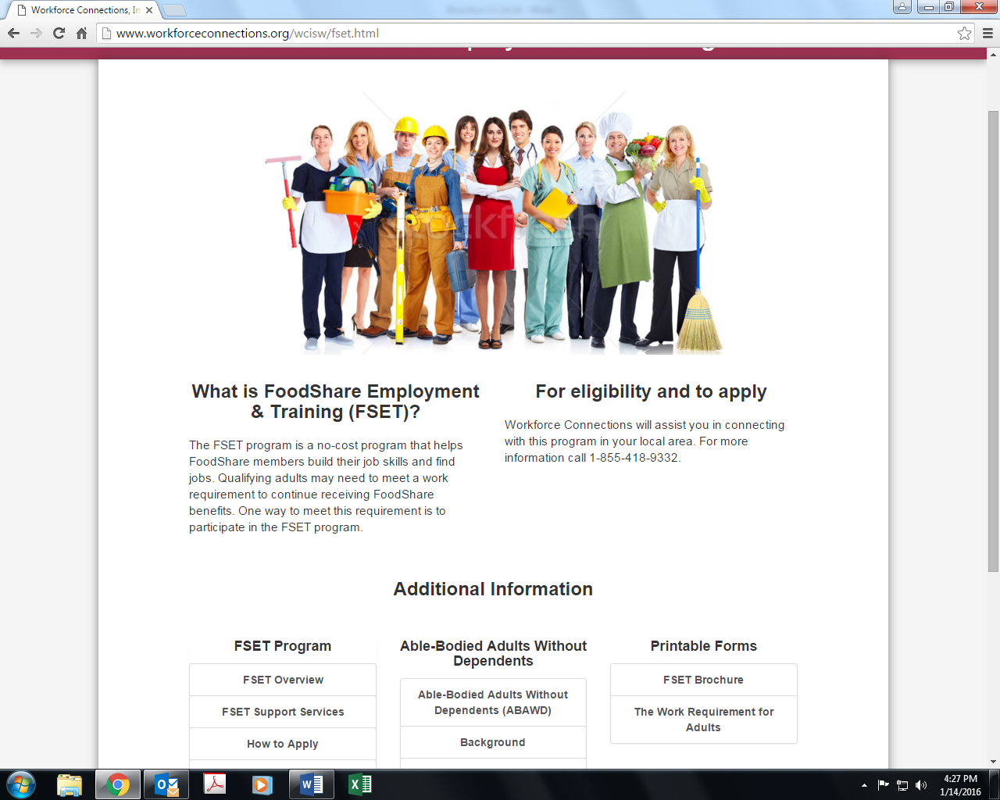 Workforce Connections, In
www.workforceconnections.org/wcisw/fset.html
What is FoodShare Employment
& Training (FSET)?
The FSET program is a no-cost program that helps
FoodShare members build their job skills and find
jobs. Qualifying adults may need to meet a work
requirement to continue receiving FoodShare
benefits. One way to meet this requirement is to
participate in the FSET program.
For eligibility and to apply
Workforce Connections will assist you in connecting
with this program in your local area. For more
information call 1-855-418-9332.
Additional Information
FSET Program
FSET Overview
FSET Support Services
How to Apply
Able-Bodied Adults Without
Dependents
Able-Bodied Adults Without
Dependents (ABAWD)
Background
Printable Forms
FSET Brochure
The Work Requirement for
Adults
4:27 PM
1/14/2016